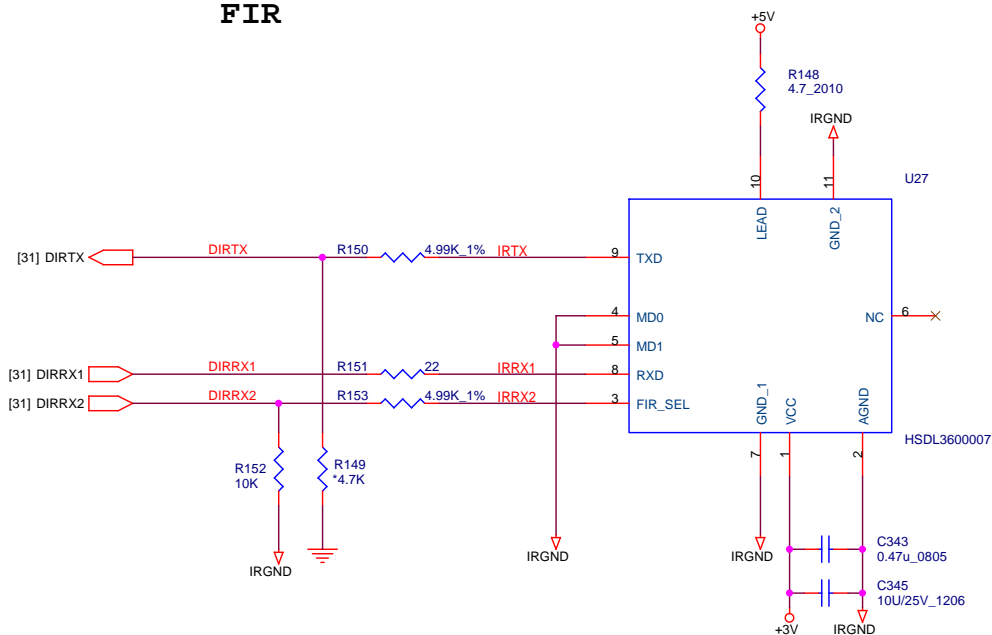 FIR
+5V
R148
4.7_2010
IRGND
U27
10
11
LEAD
GND_2
[31] DIRTX
DIRTX
R150
4.99K_1%
IRTX
9
TXD
4
MD0
NC
6
5
MD1
[31] DIRRX1
DIRRX1
R151
22
IRRX1
8
RXD
[31] DIRRX2
DIRRX2
R153
4.99K_1%
IRRX2
3
FIR_SEL
GND_1
VCC
AGND
HSDL3600007
7
1
2
R152
10K
R149
*4.7K
C343
0.47u_0805
IRGND
IRGND
IRGND
C345
10U/25V_1206
+3V
IRGND